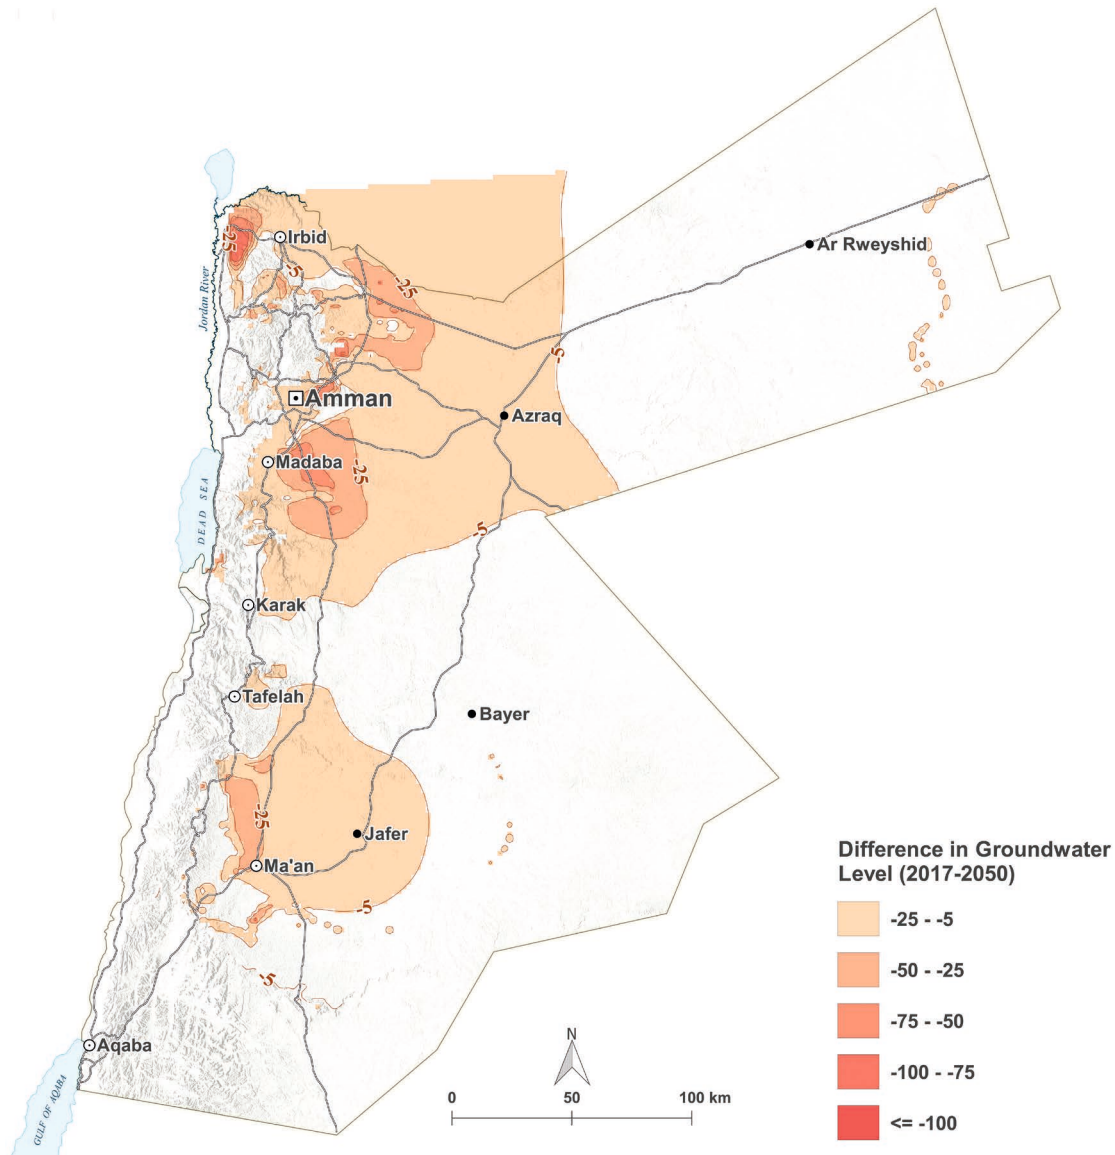 -25
Irbid
-5
-25
Jordan River
Ar Rweyshid
-5
Amman
Azraq
Madaba
-25
DEAD SEA
-5
Karak
Tafelah
Bayer
-25
Jafer
Ma'an
-5
-5
Aqaba
GULF OF AQABA
N
0 50 100 km
Difference in Groundwater
Level (2017-2050)
-25 - -5
-50 - -25
-75 - -50
-100 - -75
<= -100